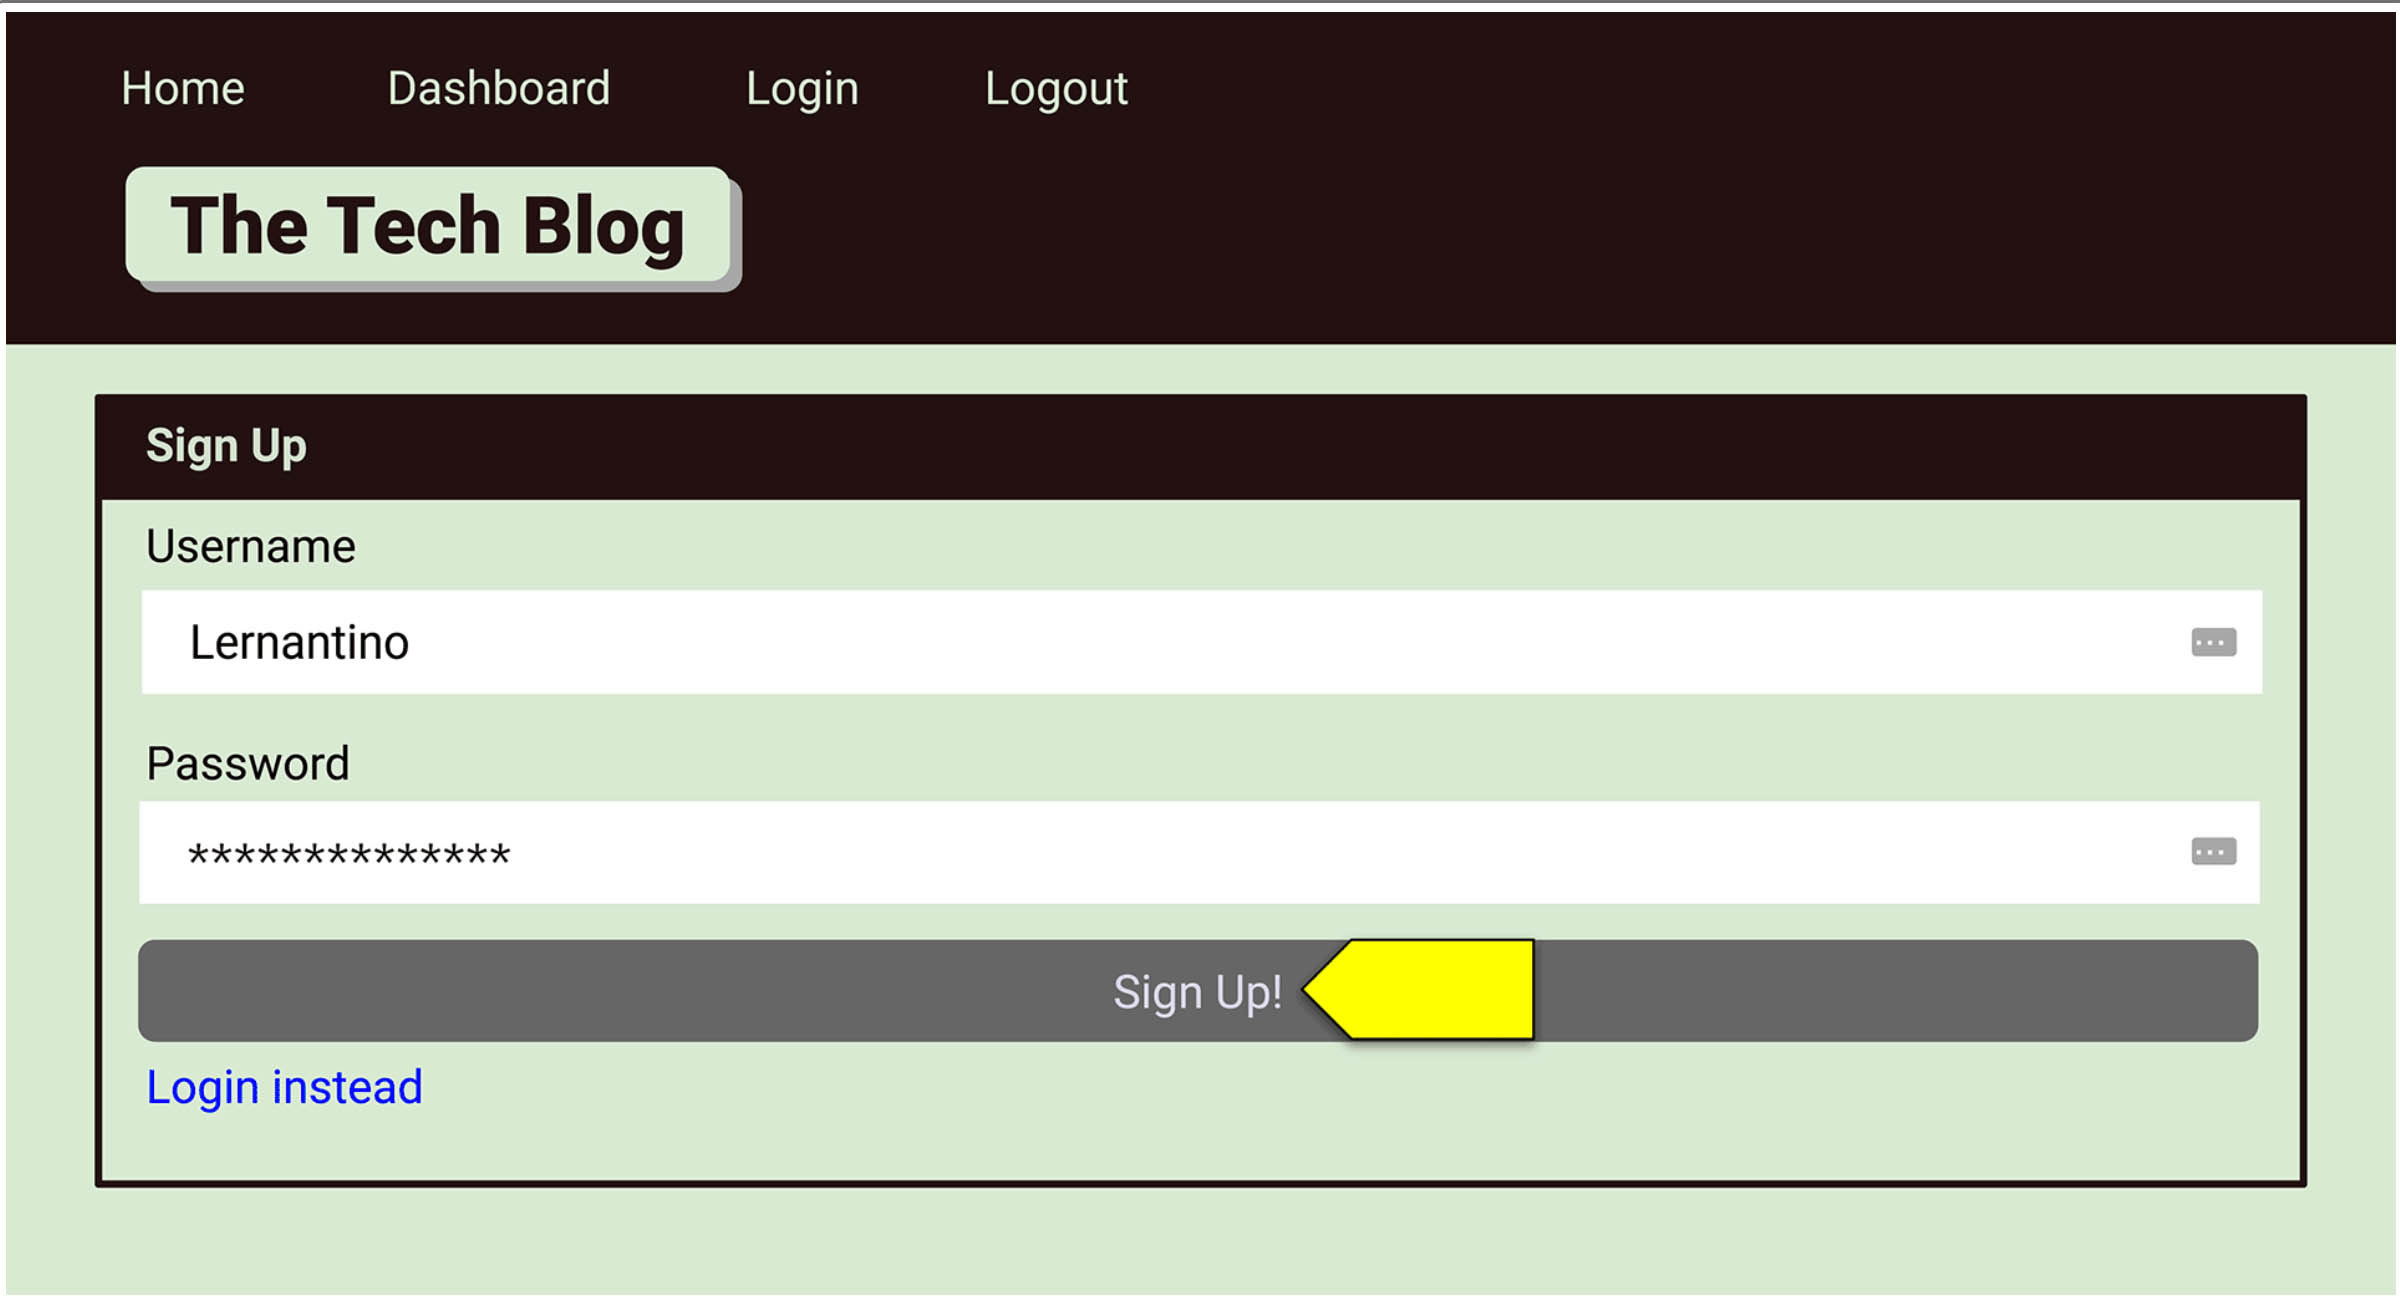 Home Dashboard Login Logout
The Tech Blog
Sign Up
Username
Lernantino
Password
**************
Sign Up!
Login instead